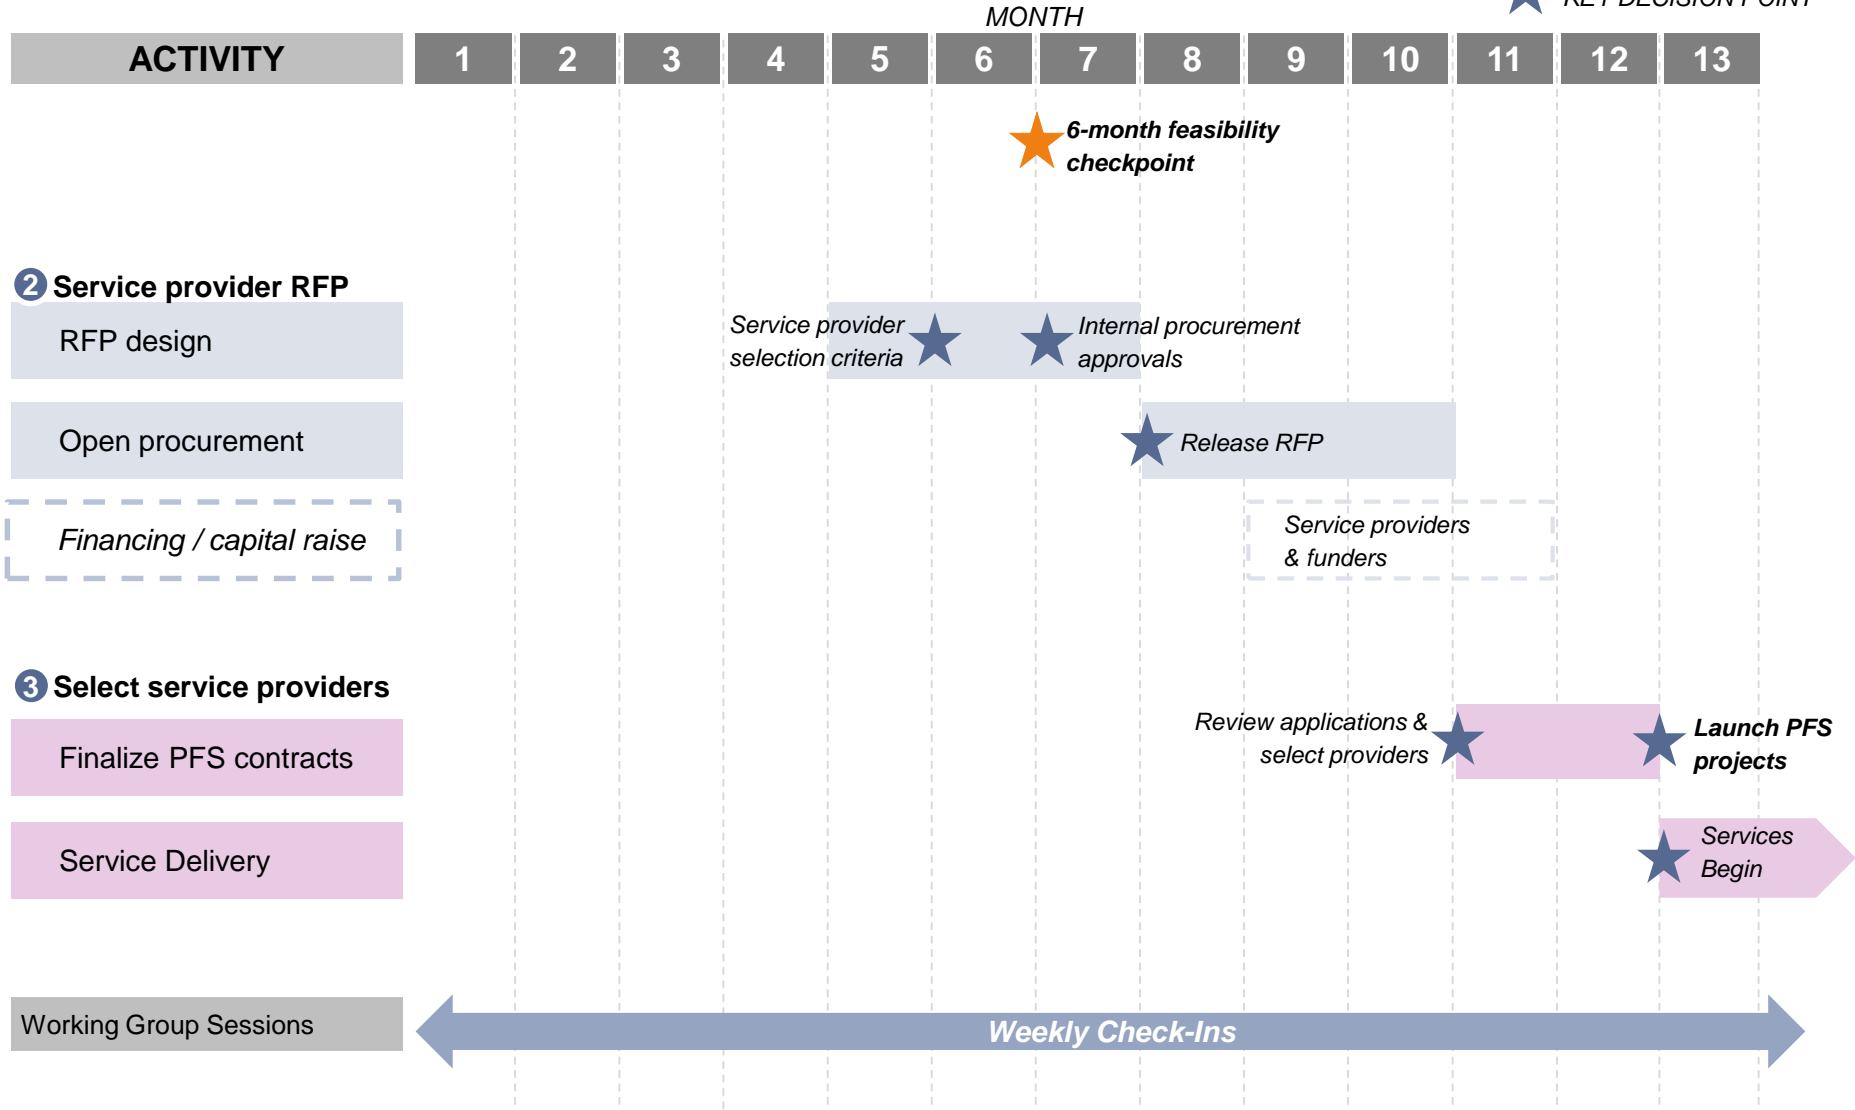 KEY DECISION POINT
MONTH
ACTIVITY 1 2 3 4 5 6 7 8 9 10 11 12 13
6-month feasibility
checkpoint
2 Service provider RFP
RFP design
Service provider
selection criteria
Internal procurement
approvals
Open procurement
Release RFP
Financing / capital raise
Service providers
& funders
3 Select service providers
Finalize PFS contracts
Review applications &
select providers
Launch PFS
projects
Service Delivery
Services
Begin
Working Group Sessions
Weekly Check-Ins